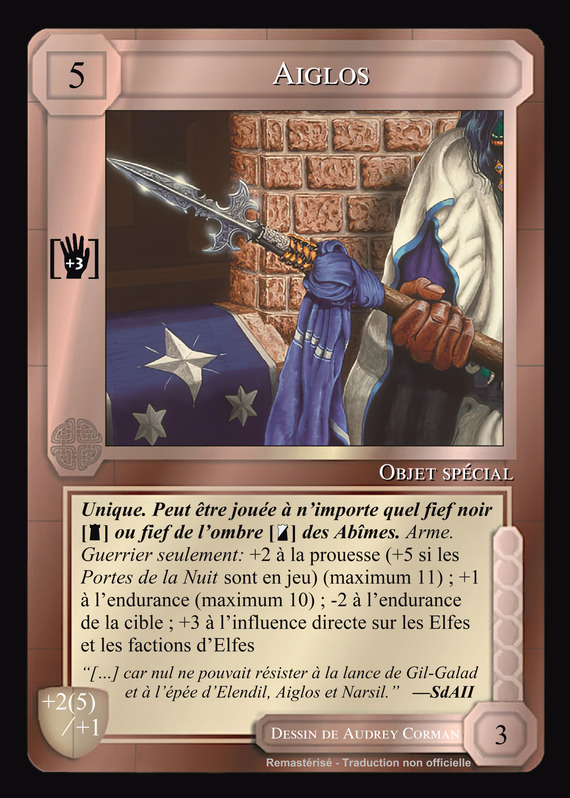 5
AIGLOS
[+3]
OBJET SPÉCIAL
Unique. Peut être jouée à n’importe quel fief noir
[] ou fief de l’ombre [] des Abîmes. Arme.
Guerrier seulement: +2 à la prouesse (+5 si les
Portes de la Nuit sont en jeu) (maximum 11) ; +1
à l’endurance (maximum 10) ; -2 à l’endurance
de la cible ; +3 à l’influence directe sur les Elfes
et les factions d’Elfes
“[…] car nul ne pouvait résister à la lance de Gil-Galad
et à l’épée d’Elendil, Aiglos et Narsil.” —SdAII
+2(5)
/+1
DESSIN DE AUDREY CORMAN
3
Remastérisé - Traduction non officielle